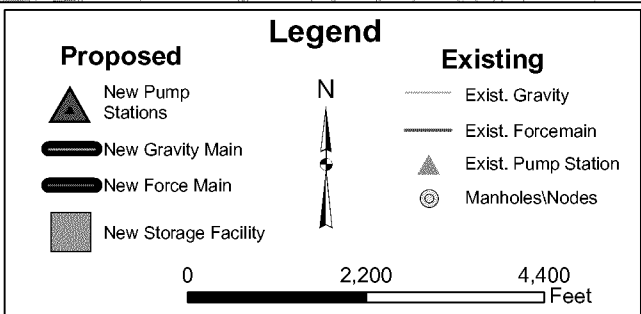 Legend
Proposed
New Pump
Stations
New Gravity Main
New Force Main
New Storage Facility
N
Existing
Exist. Gravity
Exist. Forcemain
Exist. Pump Station
Manholes\Nodes
0 2,200 4,400
Feet